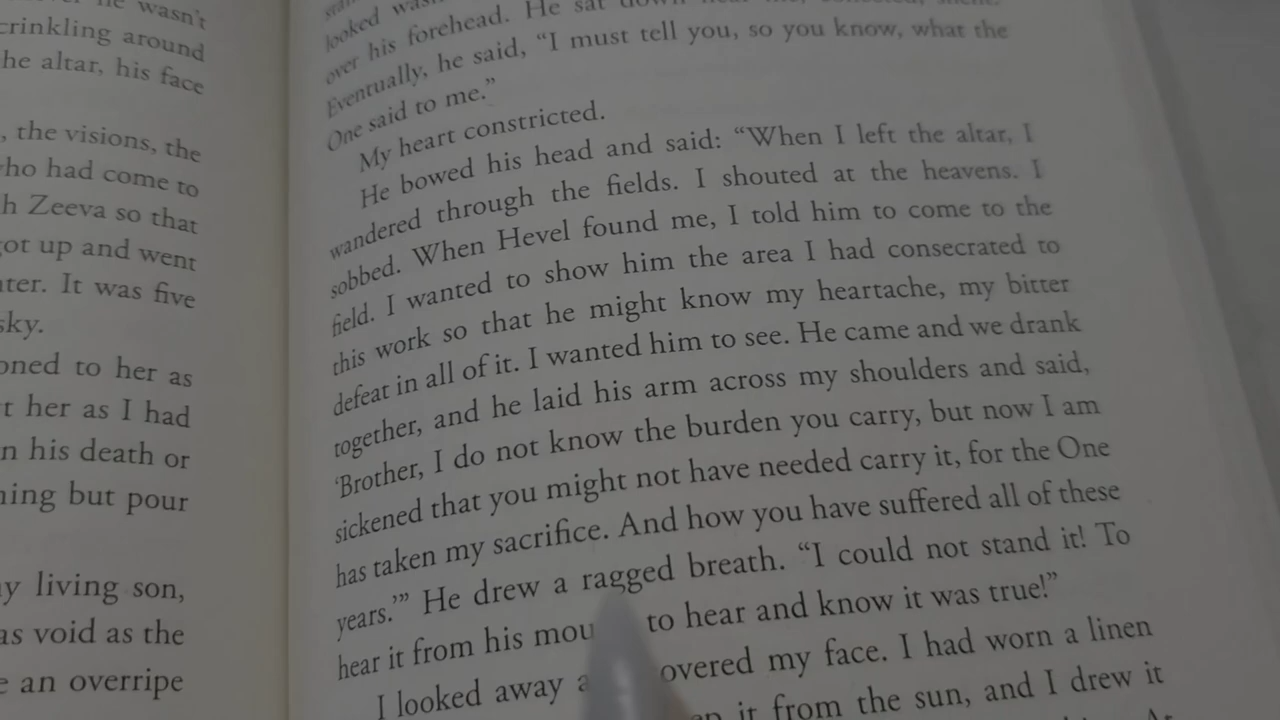 he wasn't
crinkling around
he altar, his face
, the visions, the
who had come to
h Zeeva so that
got up and went
ter. It was five
sky.
oned to her as
t her as I had
n his death or
ning but pour
y living son,
as void as the
e an overripe
looked
over his forehead. He sat down
Eventually, he said, “I must tell you, so you know, what the
One said to me.”
My heart constricted.
He bowed his head and said: “When I left the altar, I
wandered through the fields. I shouted at the heavens. I
sobbed. When Hevel found me, I told him to come to the
field. I wanted to show him the area I had consecrated to
this work so that he might know my heartache, my bitter
defeat in all of it. I wanted him to see. He came and we drank
together, and he laid his arm across my shoulders and said,
‘Brother, I do not know the burden you carry, but now I am
sickened that you might not have needed carry it, for the One
has taken my sacrifice. And how you have suffered all of these
years.’” He drew a ragged breath. “I could not stand it! To
hear it from his mou to hear and know it was true!”
I looked away a overed my face. I had worn a linen
it from the sun, and I drew it